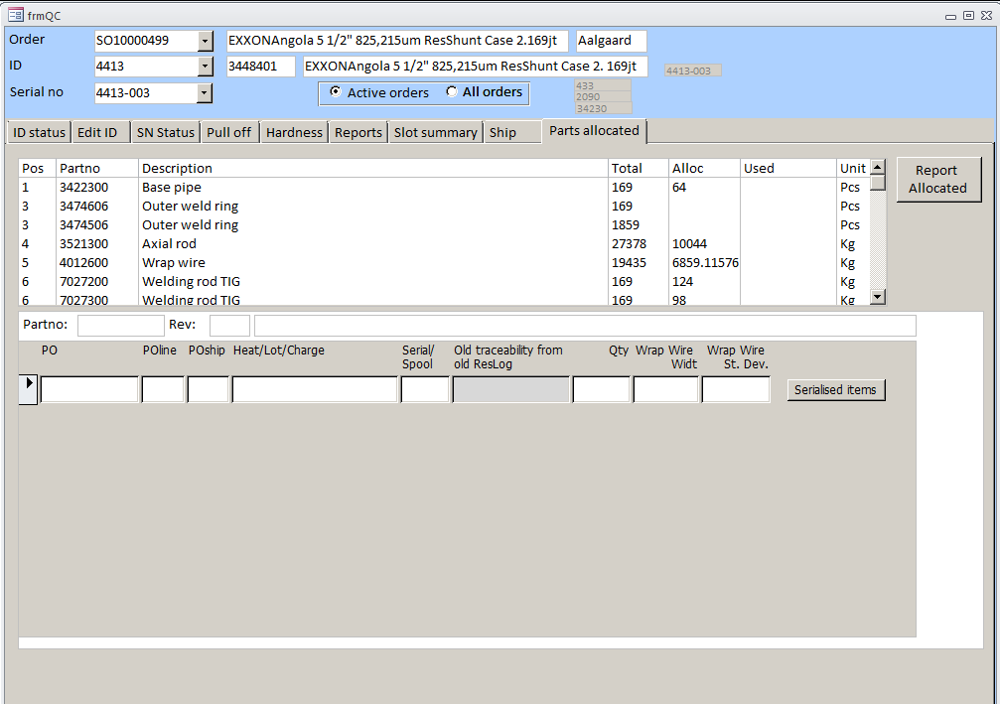 frmQC
Order SO10000499 EXXONAngola 5 1/2" 825,215um ResShunt Case 2.169jt Aalgaard
ID 4413 3448401 EXXONAngola 5 1/2" 825,215um ResShunt Case 2. 169jt 4413-003
Serial no 4413-003 Active orders All orders 433
2090
34230
ID status Edit ID SN Status Pull off Hardness Reports Slot summary Ship Parts allocated
Pos Partno Description Total Alloc Used Unit
1 3422300 Base pipe 169 64 Pcs
3 3474606 Outer weld ring 169 Pcs
3 3474506 Outer weld ring 1859 Pcs
4 3521300 Axial rod 27378 10044 Kg
5 4012600 Wrap wire 19435 6859.11576 Kg
6 7027200 Welding rod TIG 169 124 Kg
6 7027300 Welding rod TIG 169 98 Kg
Report
Allocated
Partno: Rev:
PO POline POship Heat/Lot/Charge Serial/ Old traceability from Qty Wrap Wire Wrap Wire
Spool old ResLog Widt St. Dev.
Serialised items